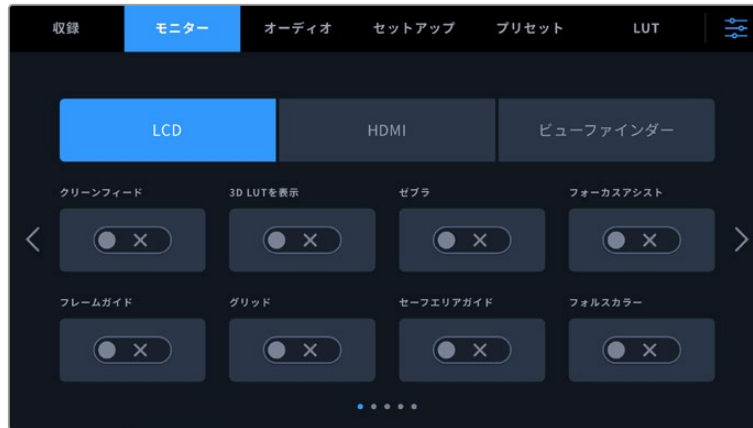 収録 モニター オーディオ セットアップ プリセット LUT
LCD HDMI ビューファインダー
クリーンフィード 3D LUTを表示 ゼブラ フォーカスアシスト
フレームガイド グリッド セーフエリアガイド フォルスカラー